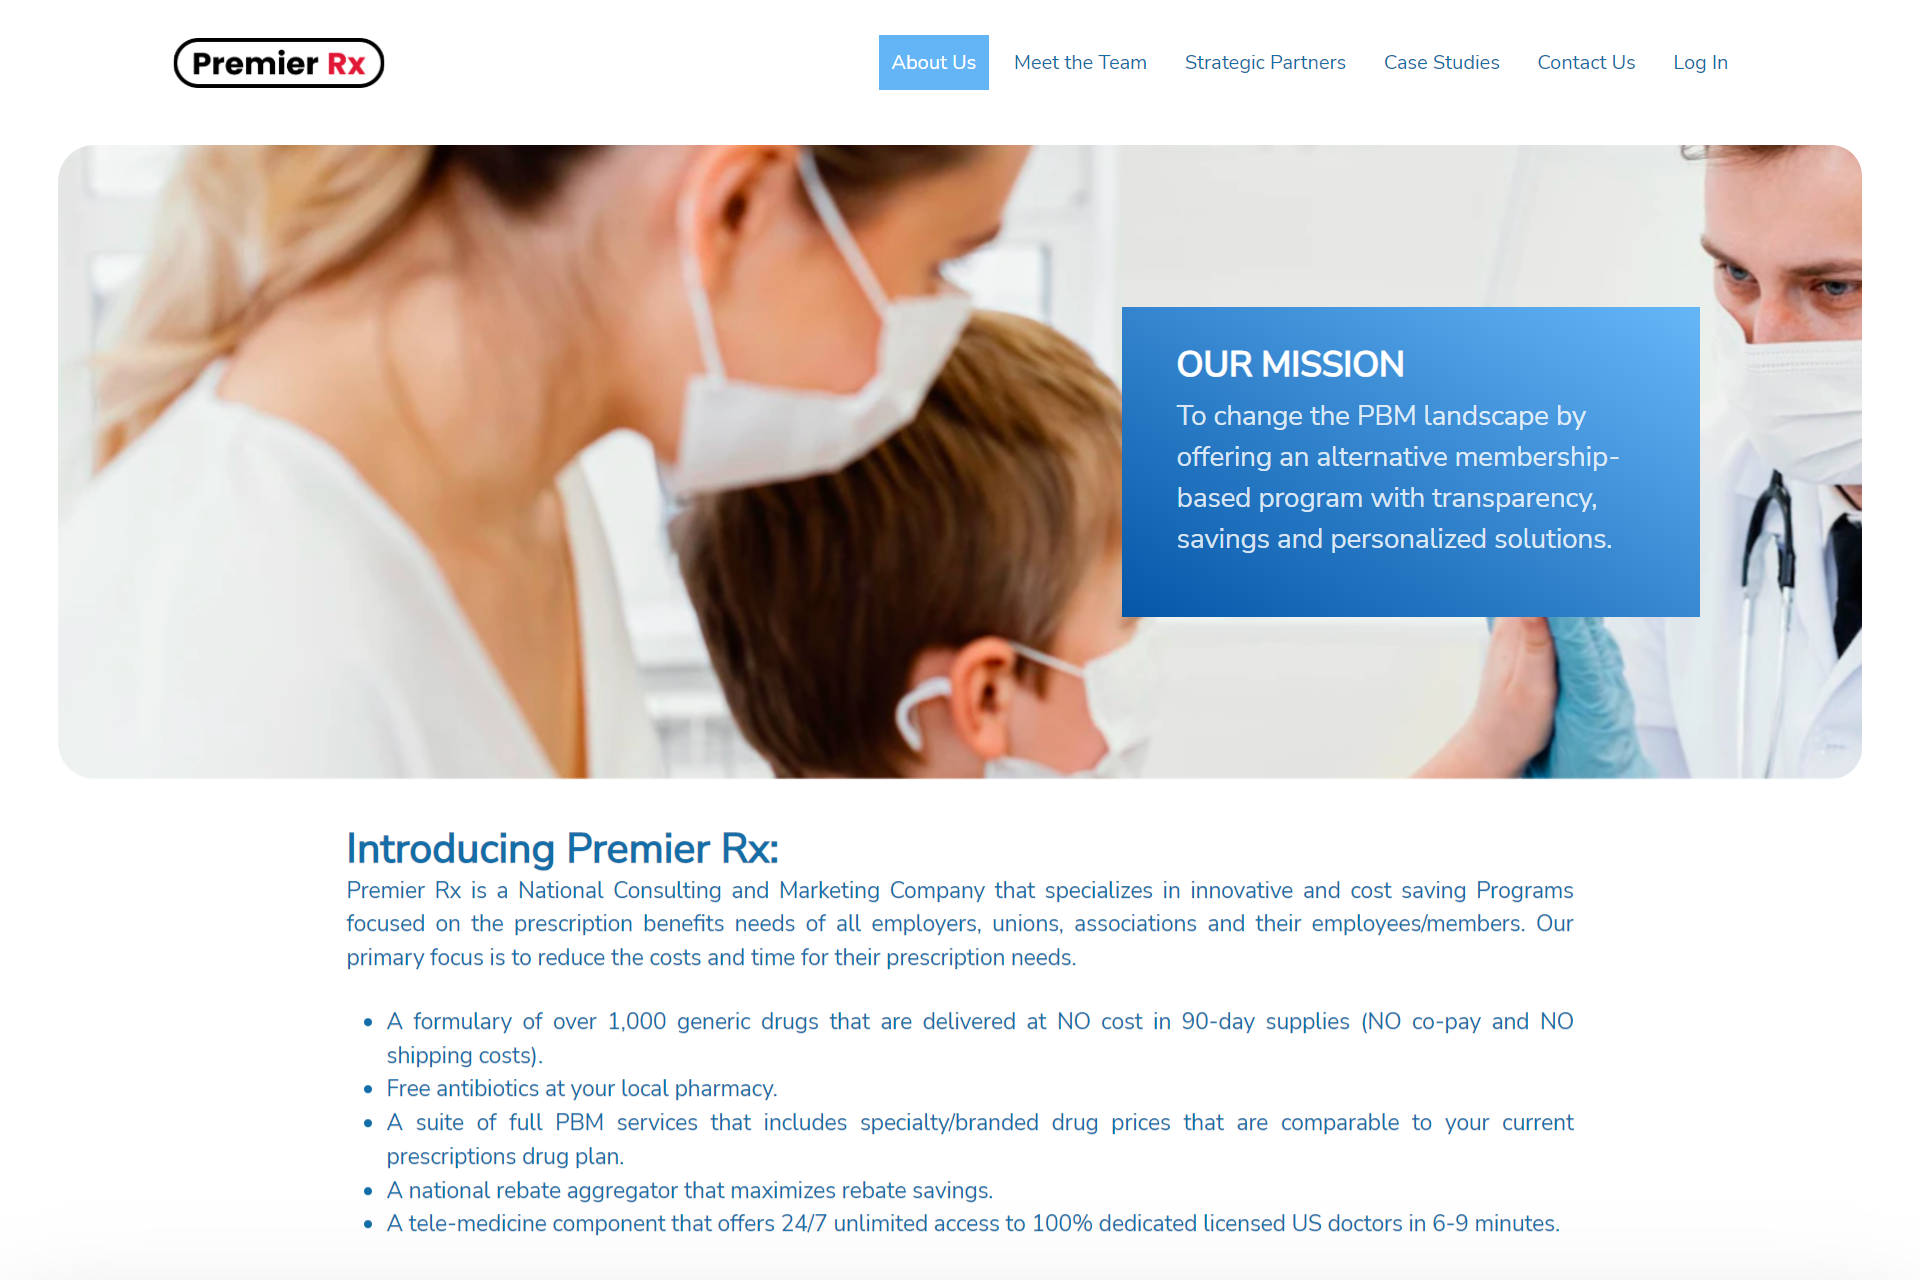 Premier Rx
About Us
Meet the Team
Strategic Partners
Case Studies
Contact Us
Log In
OUR MISSION
To change the PBM landscape by
offering an alternative membership-
based program with transparency,
savings and personalized solutions.
Introducing Premier Rx:
Premier Rx is a National Consulting and Marketing Company that specializes in innovative and cost saving Programs
focused on the prescription benefits needs of all employers, unions, associations and their employees/members. Our
primary focus is to reduce the costs and time for their prescription needs.
• A formulary of over 1,000 generic drugs that are delivered at NO cost in 90-day supplies (NO co-pay and NO
shipping costs).
• Free antibiotics at your local pharmacy.
• A suite of full PBM services that includes specialty/branded drug prices that are comparable to your current
prescriptions drug plan.
• A national rebate aggregator that maximizes rebate savings.
• A tele-medicine component that offers 24/7 unlimited access to 100% dedicated licensed US doctors in 6-9 minutes.